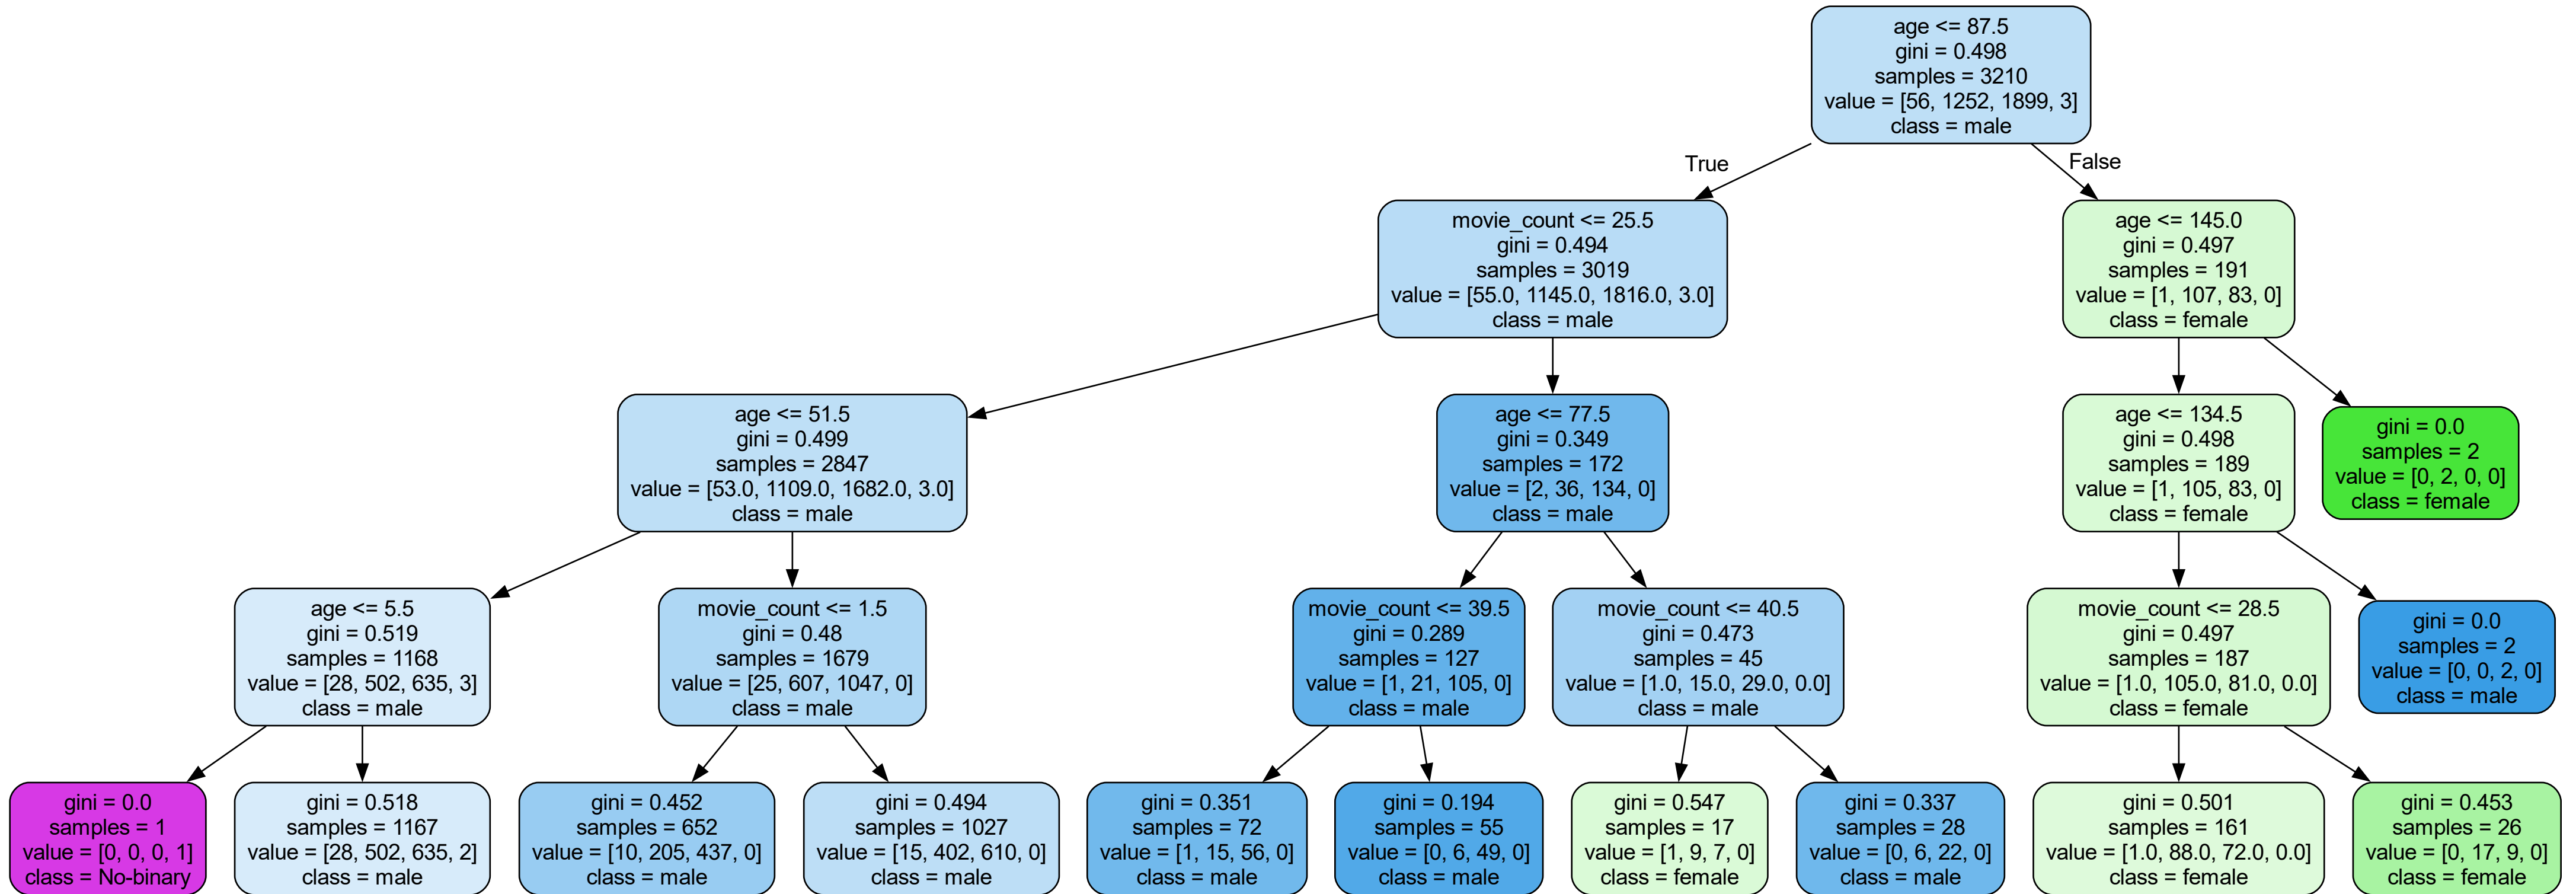 age <= 87.5
gini = 0.498
samples = 3210
value = [56, 1252, 1899, 3]
class = male
True
False
movie_count <= 25.5
gini = 0.494
samples = 3019
value = [55.0, 1145.0, 1816.0, 3.0]
class = male
age <= 145.0
gini = 0.497
samples = 191
value = [1, 107, 83, 0]
class = female
age <= 51.5
gini = 0.499
samples = 2847
value = [53.0, 1109.0, 1682.0, 3.0]
class = male
age <= 77.5
gini = 0.349
samples = 172
value = [2, 36, 134, 0]
class = male
age <= 134.5
gini = 0.498
samples = 189
value = [1, 105, 83, 0]
class = female
gini = 0.0
samples = 2
value = [0, 2, 0, 0]
class = female
age <= 5.5
gini = 0.519
samples = 1168
value = [28, 502, 635, 3]
class = male
movie_count <= 1.5
gini = 0.48
samples = 1679
value = [25, 607, 1047, 0]
class = male
movie_count <= 39.5
gini = 0.289
samples = 127
value = [1, 21, 105, 0]
class = male
movie_count <= 40.5
gini = 0.473
samples = 45
value = [1.0, 15.0, 29.0, 0.0]
class = male
movie_count <= 28.5
gini = 0.497
samples = 187
value = [1.0, 105.0, 81.0, 0.0]
class = female
gini = 0.0
samples = 2
value = [0, 0, 2, 0]
class = male
gini = 0.0
samples = 1
value = [0, 0, 0, 1]
class = No-binary
gini = 0.518
samples = 1167
value = [28, 502, 635, 2]
class = male
gini = 0.452
samples = 652
value = [10, 205, 437, 0]
class = male
gini = 0.494
samples = 1027
value = [15, 402, 610, 0]
class = male
gini = 0.351
samples = 72
value = [1, 15, 56, 0]
class = male
gini = 0.194
samples = 55
value = [0, 6, 49, 0]
class = male
gini = 0.547
samples = 17
value = [1, 9, 7, 0]
class = female
gini = 0.337
samples = 28
value = [0, 6, 22, 0]
class = male
gini = 0.501
samples = 161
value = [1.0, 88.0, 72.0, 0.0]
class = female
gini = 0.453
samples = 26
value = [0, 17, 9, 0]
class = female